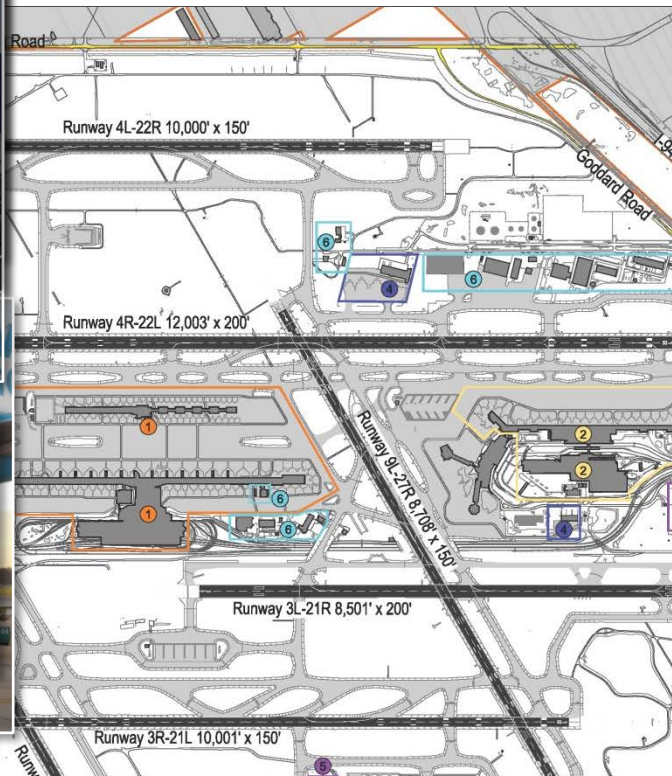 Road
Runway 4L-22R 10,000' x 150'
I-94
Goddard Road
6
4
6
Runway 4R-22L 12,003' x 200'
1
2
2
Runway 9L-27R 8,708' x 150'
6
1
6
4
Runway 3L-21R 8,501' x 200'
Runway 3R-21L 10,001' x 150'
5